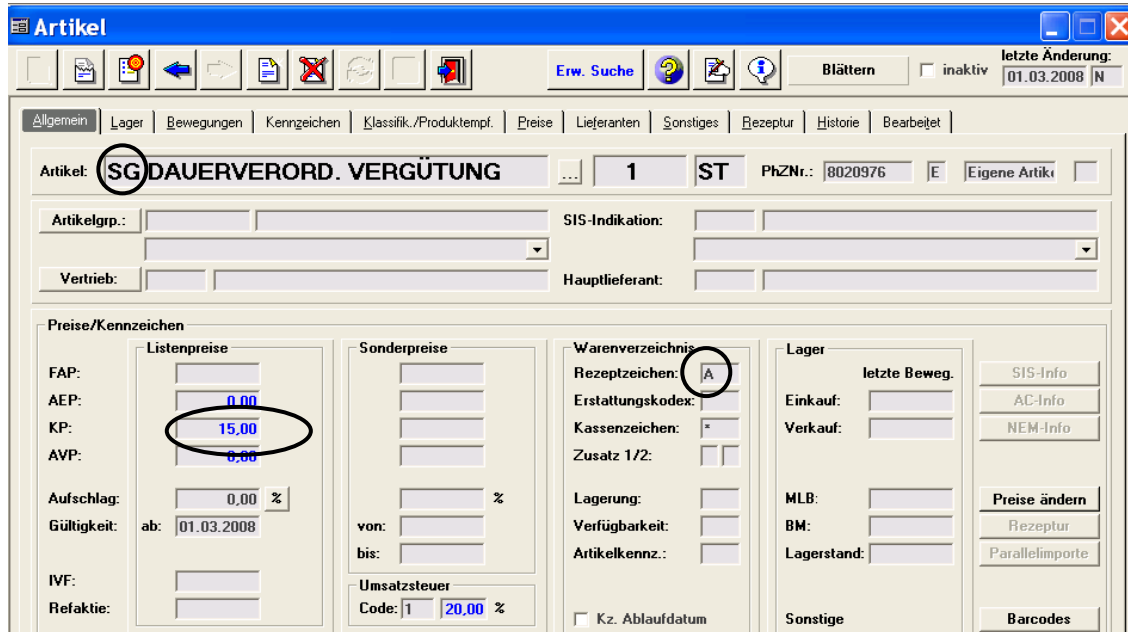 Artikel
Erw. Suche Blättern inaktiv letzte Änderung:
01.03.2008 N
Allgemein Lager Bewegungen Kennzeichen Klassifik./Produktempf. Preise Lieferanten Sonstiges Rezeptur Historie Bearbeitet
Artikel: SG DAUERVERORD. VERGÜTUNG ... 1 ST PhZNr.: 8020976 E Eigene Artik
Artikelgrp.: SIS-Indikation:
Vertrieb: Hauptlieferant:
Preise/Kennzeichen
Listenpreise Sonderpreise Warenverzeichnis Lager
FAP: Rezeptzeichen: A letzte Beweg. SIS-Info
AEP: 0,00 Erstattungskodex: Einkauf: AC-Info
KP: 15,00 Kassenzeichen: * Verkauf: NEM-Info
AVP: 0,00 Zusatz 1/2:
Aufschlag: 0,00 % % Lagerung: MLB: Preise ändern
Gültigkeit: ab: 01.03.2008 von: Verfügbarkeit: BM: Rezeptur
bis: Artikelkennz.: Lagerstand: Parallelimporte
IVF: Umsatzsteuer
Refaktie: Code: 1 20,00 % Kz. Ablaufdatum Sonstige Barcodes